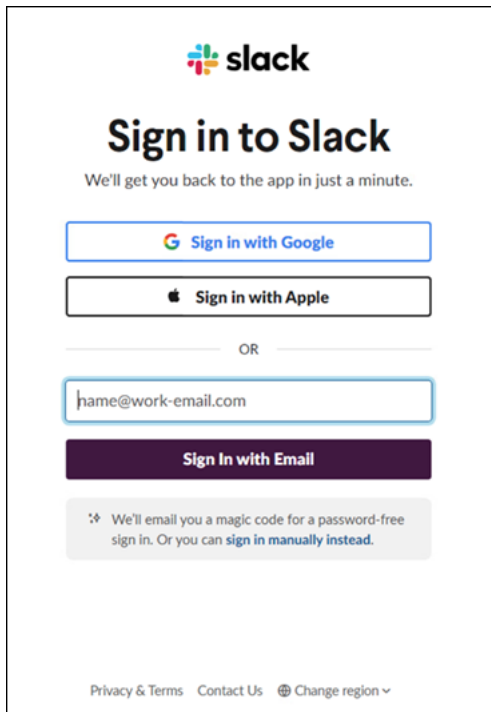 slack
Sign in to Slack
We'll get you back to the app in just a minute.
Sign in with Google
Sign in with Apple
OR
name@work-email.com
Sign In with Email
We'll email you a magic code for a password-free
sign in. Or you can sign in manually instead.
Privacy & Terms Contact Us Change region